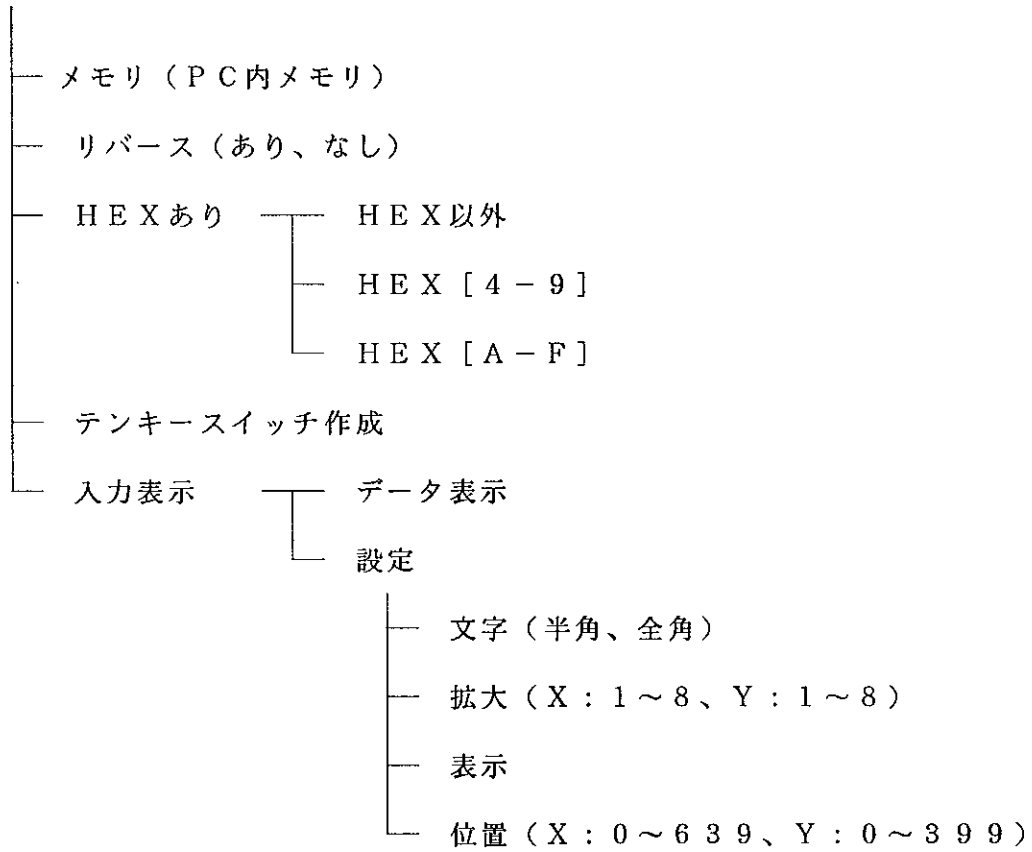 メモリ（PC内メモリ）
リバース（あり、なし）
HEXあり HEX以外
HEX［4－9］
HEX［A－F］
テンキースイッチ作成
入力表示 データ表示
設定
文字（半角、全角）
拡大（X：1～8、Y：1～8）
表示
位置（X：0～639、Y：0～399）